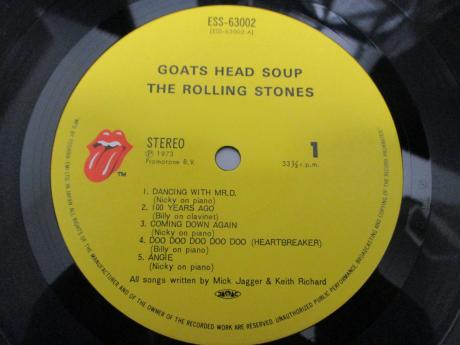 ESS-63002
(ESS-63002-A)
GOATS HEAD SOUP
THE ROLLING STONES
STEREO
Ⓟ 1973
Promotone B.V.
1
33⅓ r.p.m.
TM
1. DANCING WITH MR.D.
(Nicky on piano)
2. 100 YEARS AGO
(Billy on clavinet)
3. COMING DOWN AGAIN
(Nicky on piano)
4. DOO DOO DOO DOO DOO (HEARTBREAKER)
(Billy on piano)
5. ANGIE
(Nicky on piano)
All songs written by Mick Jagger & Keith Richard
ALL RIGHTS OF THE MANUFACTURER AND OF THE OWNER OF THE RECORDED WORK ARE RESERVED. UNAUTHORIZED PUBLIC PERFORMANCE, BROADCASTING AND COPYING OF THE RECORD PROHIBITED.